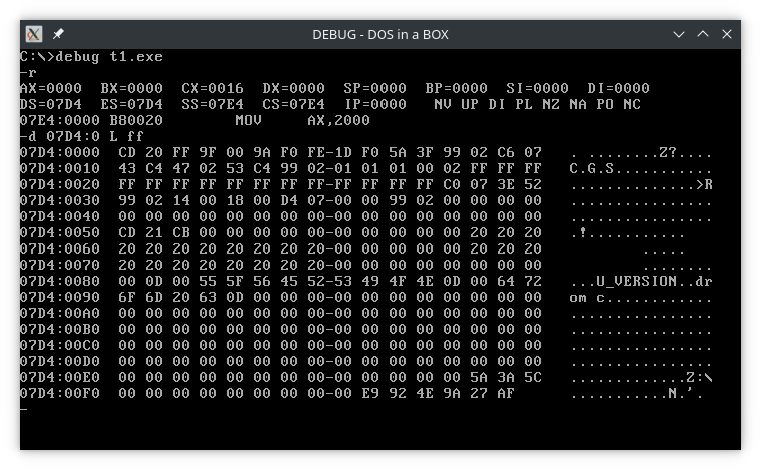 DEBUG - DOS in a BOX
C:\>debug t1.exe
-r
AX=0000  BX=0000  CX=0016  DX=0000  SP=0000  BP=0000  SI=0000  DI=0000
DS=07D4  ES=07D4  SS=07E4  CS=07E4  IP=0000   NV UP DI PL NZ NA PO NC
07E4:0000 B80020        MOV     AX,2000
-d 07D4:0 L ff
07D4:0000  CD 20 FF 9F 00 9A F0 FE-1D F0 5A 3F 99 02 C6 07   . ........Z?....
07D4:0010  43 C4 47 02 53 C4 99 02-01 01 01 00 02 FF FF FF   C.G.S...........
07D4:0020  FF FF FF FF FF FF FF FF-FF FF FF FF C0 07 3E 52   ..............>R
07D4:0030  99 02 14 00 18 00 D4 07-00 00 99 02 00 00 00 00   ................
07D4:0040  00 00 00 00 00 00 00 00-00 00 00 00 00 00 00 00   ................
07D4:0050  CD 21 CB 00 00 00 00 00-00 00 00 00 00 20 20 20   .!...........
07D4:0060  20 20 20 20 20 20 20 20-00 00 00 00 00 20 20 20           .....
07D4:0070  20 20 20 20 20 20 20 20-00 00 00 00 00 00 00 00           ........
07D4:0080  00 0D 00 55 5F 56 45 52-53 49 4F 4E 0D 00 64 72   ...U_VERSION..dr
07D4:0090  6F 6D 20 63 0D 00 00 00-00 00 00 00 00 00 00 00   om c............
07D4:00A0  00 00 00 00 00 00 00 00-00 00 00 00 00 00 00 00   ................
07D4:00B0  00 00 00 00 00 00 00 00-00 00 00 00 00 00 00 00   ................
07D4:00C0  00 00 00 00 00 00 00 00-00 00 00 00 00 00 00 00   ................
07D4:00D0  00 00 00 00 00 00 00 00-00 00 00 00 00 00 00 00   ................
07D4:00E0  00 00 00 00 00 00 00 00-00 00 00 00 00 5A 3A 5C   .............Z:\
07D4:00F0  00 00 00 00 00 00 00 00-00 E9 92 4E 9A 27 AF      ...........N.'.
-